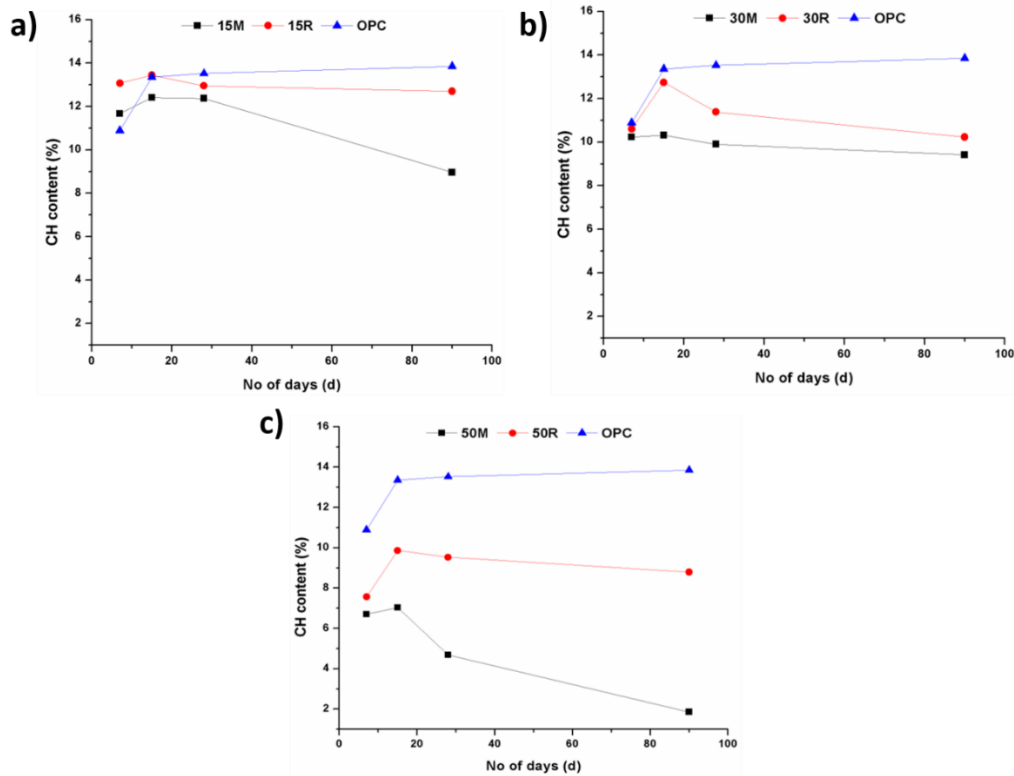 a)
15M 15R OPC
16
14
12
10
8
6
4
2
0 20 40 60 80 100
CH content (%)
No of days (d)
b)
30M 30R OPC
16
14
12
10
8
6
4
2
0 20 40 60 80 100
CH content (%)
No of days (d)
c)
50M 50R OPC
16
14
12
10
8
6
4
2
0 20 40 60 80 100
CH content (%)
No of days (d)